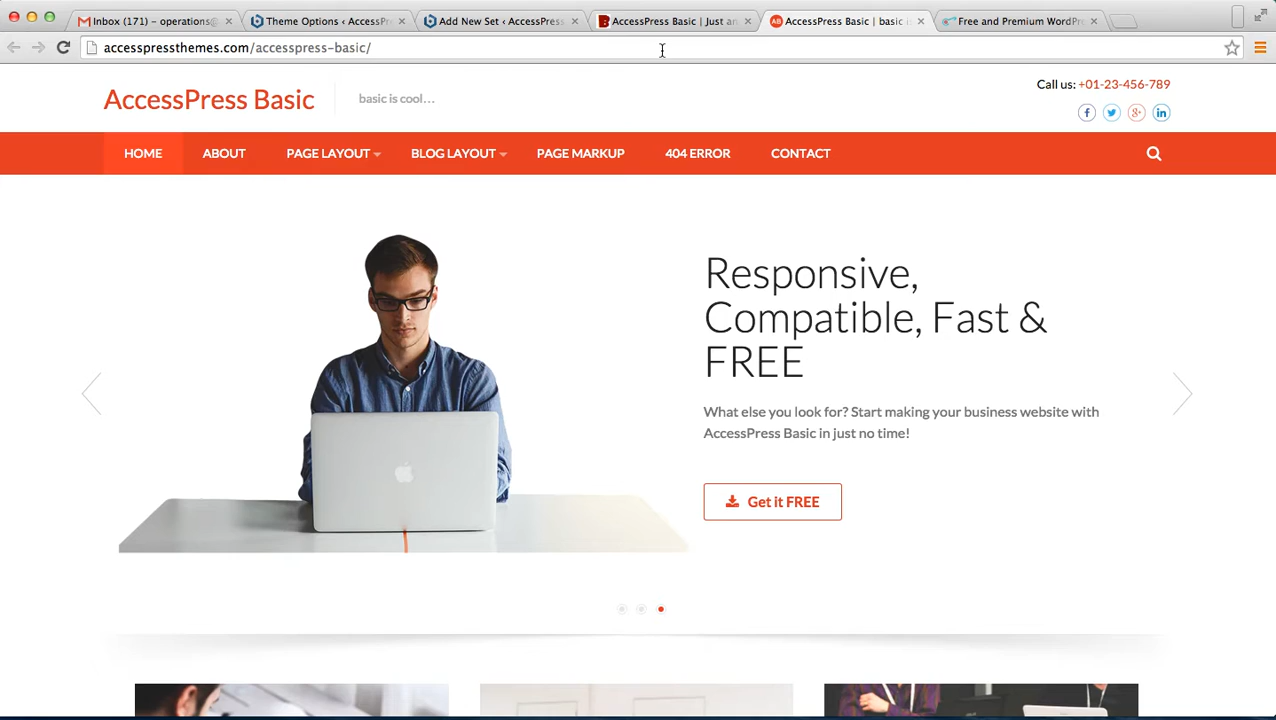 Inbox (171) – operations@
Theme Options ‹ AccessPr
Add New Set ‹ AccessPress
AccessPress Basic | Just an
AccessPress Basic | basic i
Free and Premium WordPr
accesspressthemes.com/accesspress-basic/
AccessPress Basic
basic is cool...
Call us: +01-23-456-789
HOME
ABOUT
PAGE LAYOUT
BLOG LAYOUT
PAGE MARKUP
404 ERROR
CONTACT
Responsive,
Compatible, Fast &
FREE
What else you look for? Start making your business website with
AccessPress Basic in just no time!
Get it FREE